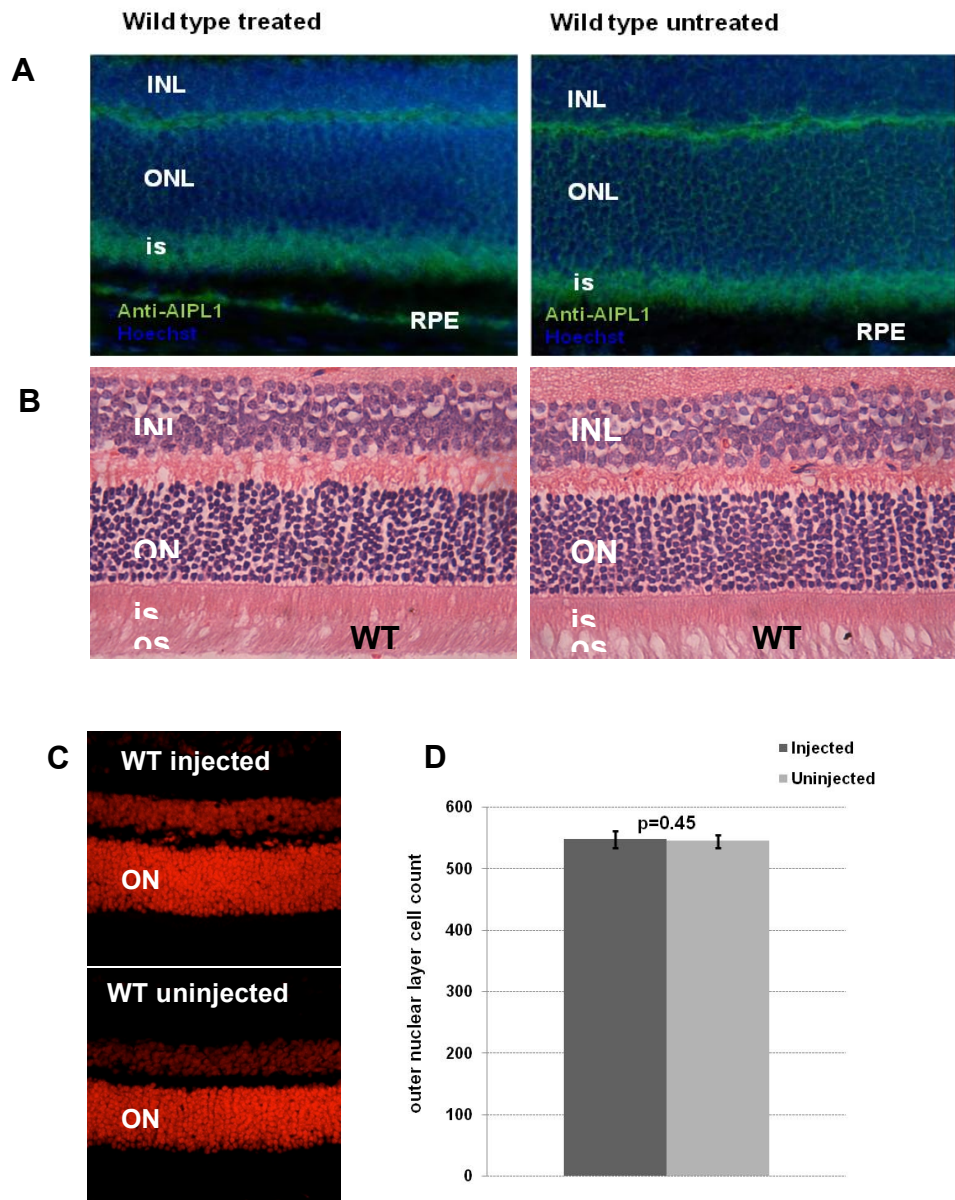 Wild type treated
Wild type untreated
A
INL
ONL
is
Anti-AIPL1
Hoechst
RPE
INL
ONL
is
Anti-AIPL1
Hoechst
RPE
B
ON
is
os
WT
INL
ON
is
os
WT
C
WT injected
ON
WT uninjected
ON
D
Injected
Uninjected
p=0.45
outer nuclear layer cell count
600
500
400
300
200
100
0